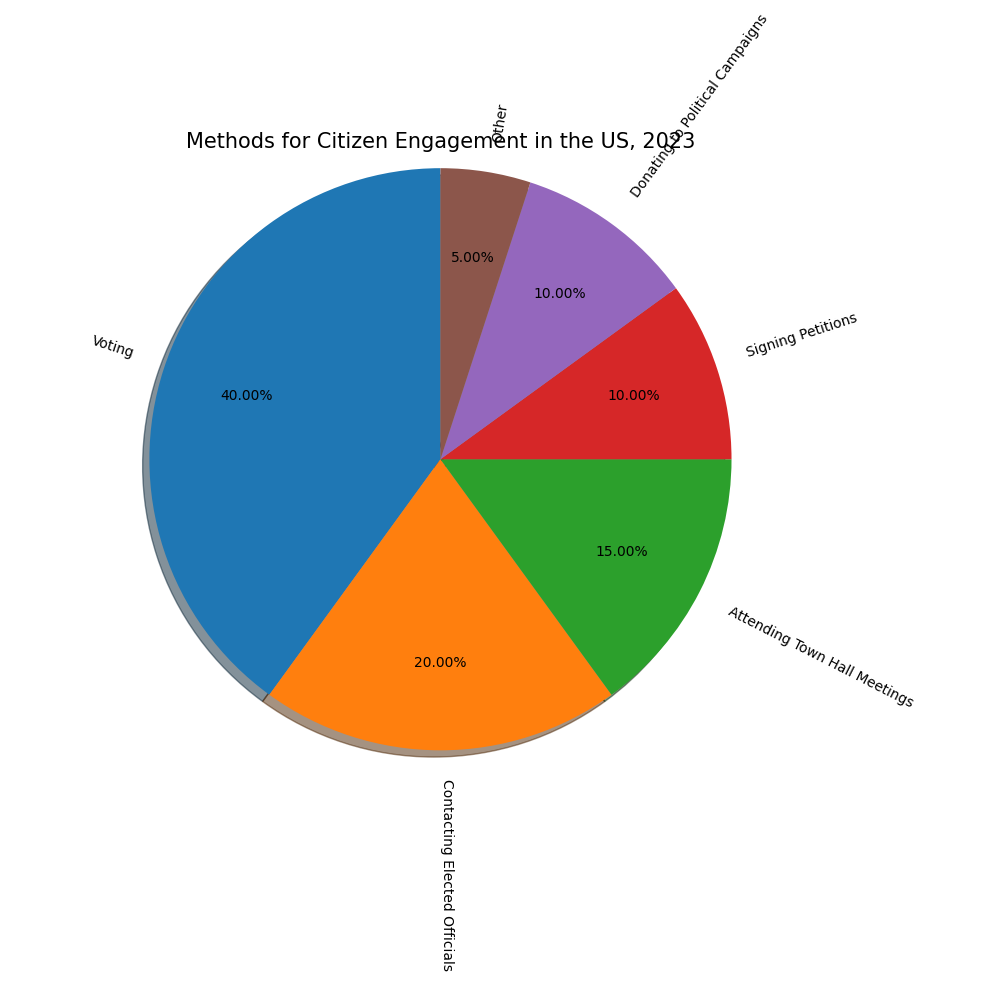 Methods for Citizen Engagement in the US, 2023
Other
Donating to Political Campaigns
5.00%
10.00%
Signing Petitions
Voting
40.00%
10.00%
15.00%
Attending Town Hall Meetings
20.00%
Contacting Elected Officials